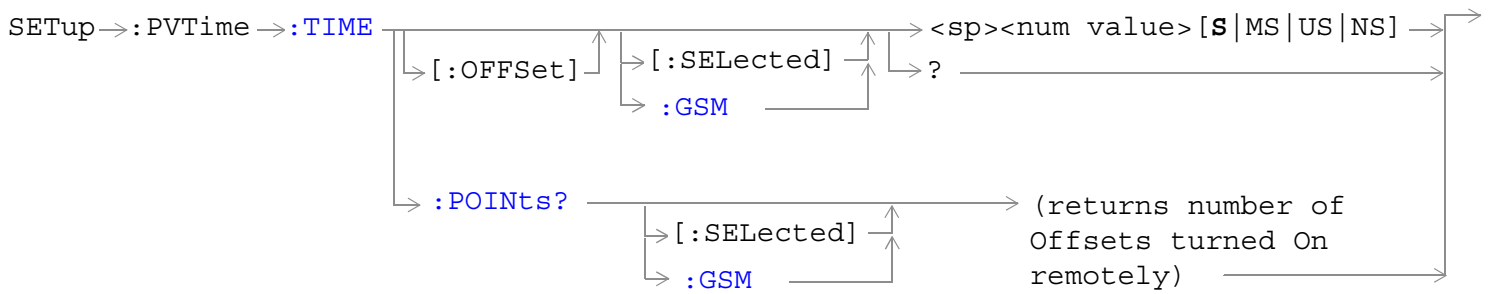 SETup :PVTime :TIME <sp><num value>[S|MS|US|NS]
[:OFFSet] [:SELected] ?
:GSM
:POINts? (returns number of
[:SELected] Offsets turned On
:GSM remotely)